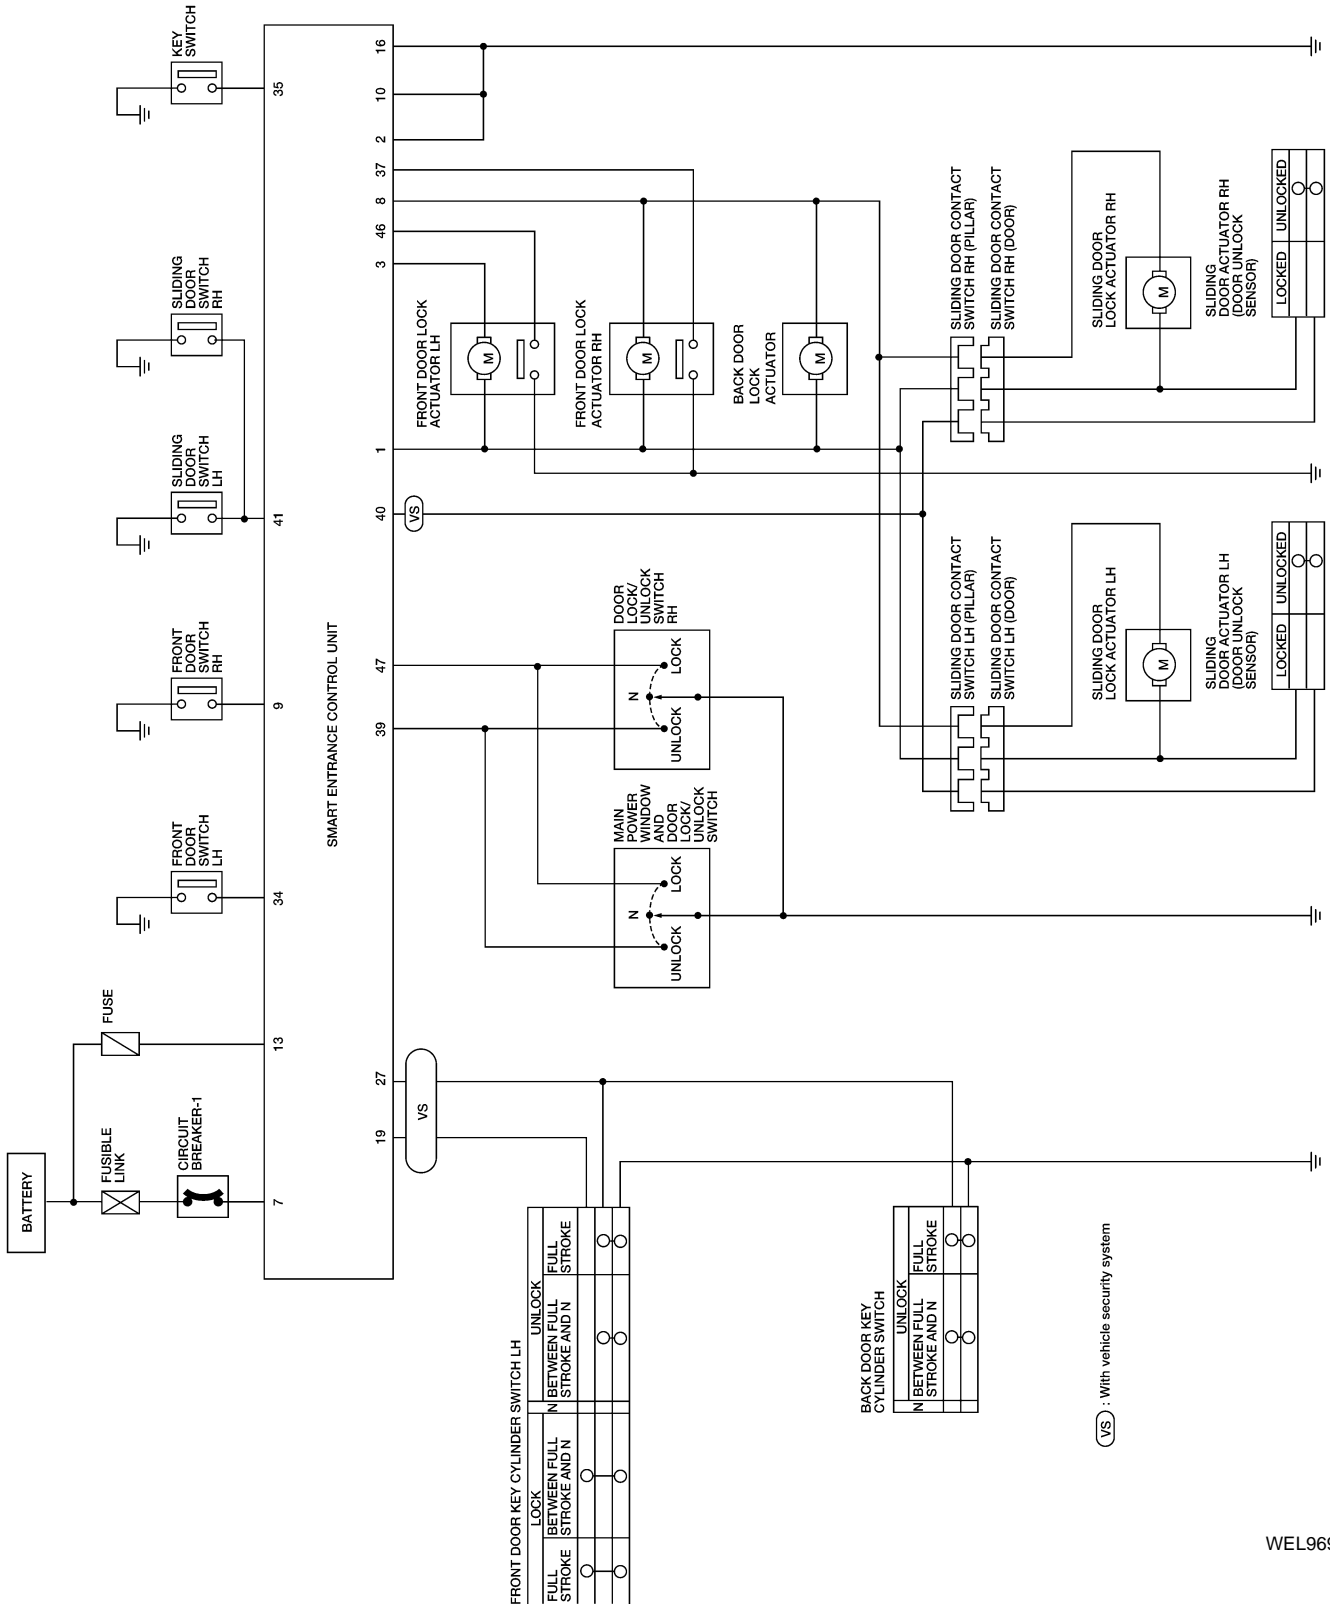 BATTERY
FUSIBLE
LINK
CIRCUIT
BREAKER-1
FUSE
FRONT
DOOR
SWITCH
LH
FRONT
DOOR
SWITCH
RH
SLIDING
DOOR
SWITCH
LH
SLIDING
DOOR
SWITCH
RH
KEY
SWITCH
7
13
34
9
41
35
SMART ENTRANCE CONTROL UNIT
19
27
39
47
40
1
3
46
8
37
2
10
16
VS
VS
FRONT DOOR LOCK
ACTUATOR LH
M
FRONT DOOR LOCK
ACTUATOR RH
M
BACK DOOR
LOCK
ACTUATOR
M
DOOR
LOCK/
UNLOCK
SWITCH
RH
UNLOCK
N
LOCK
MAIN
POWER
WINDOW
AND
DOOR
LOCK/
UNLOCK
SWITCH
UNLOCK
N
LOCK
SLIDING DOOR CONTACT
SWITCH RH (PILLAR)
SLIDING DOOR CONTACT
SWITCH RH (DOOR)
SLIDING DOOR
LOCK ACTUATOR RH
M
SLIDING
DOOR ACTUATOR RH
(DOOR UNLOCK
SENSOR)
LOCKED
UNLOCKED
SLIDING DOOR CONTACT
SWITCH LH (PILLAR)
SLIDING DOOR CONTACT
SWITCH LH (DOOR)
SLIDING DOOR
LOCK ACTUATOR LH
M
SLIDING
DOOR ACTUATOR LH
(DOOR UNLOCK
SENSOR)
LOCKED
UNLOCKED
FRONT DOOR KEY CYLINDER SWITCH LH
LOCK
N
UNLOCK
FULL
STROKE
BETWEEN FULL
STROKE AND N
BETWEEN FULL
STROKE AND N
FULL
STROKE
BACK DOOR KEY
CYLINDER SWITCH
N
UNLOCK
BETWEEN FULL
STROKE AND N
FULL
STROKE
VS : With vehicle security system
WEL969